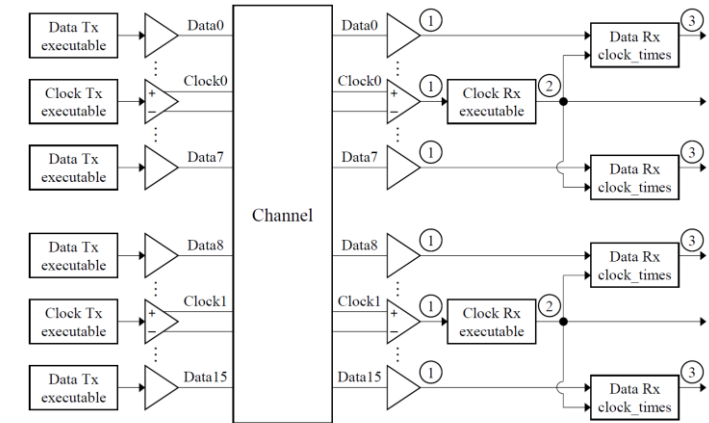 Data Tx
executable
Data0
Data0
1
Data Rx
clock_times
3
Clock Tx
executable
+
−
Clock0
Clock0
+
−
1
Clock Rx
executable
2
Data Tx
executable
Data7
Data7
1
Data Rx
clock_times
3
Channel
Data Tx
executable
Data8
Data8
1
Data Rx
clock_times
3
Clock Tx
executable
+
−
Clock1
Clock1
+
−
1
Clock Rx
executable
2
Data Tx
executable
Data15
Data15
1
Data Rx
clock_times
3